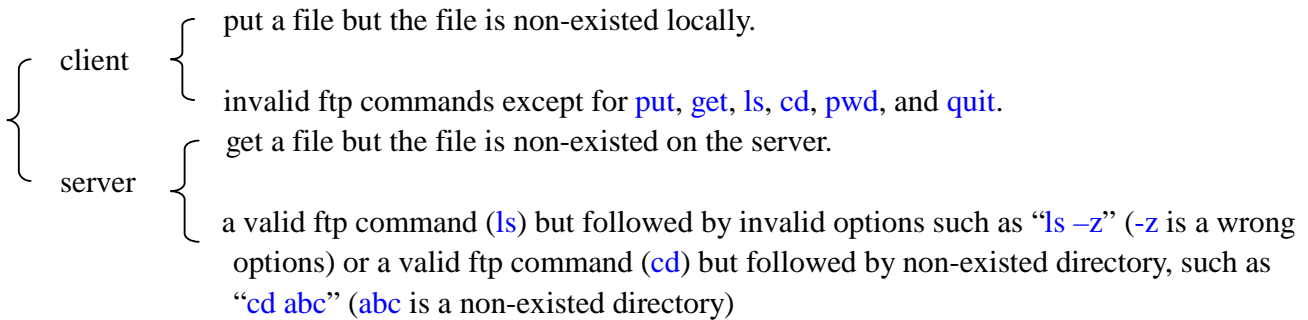 put a file but the file is non-existed locally.
client
invalid ftp commands except for put, get, ls, cd, pwd, and quit.
get a file but the file is non-existed on the server.
server
a valid ftp command (ls) but followed by invalid options such as “ls –z” (-z is a wrong
options) or a valid ftp command (cd) but followed by non-existed directory, such as
“cd abc” (abc is a non-existed directory)